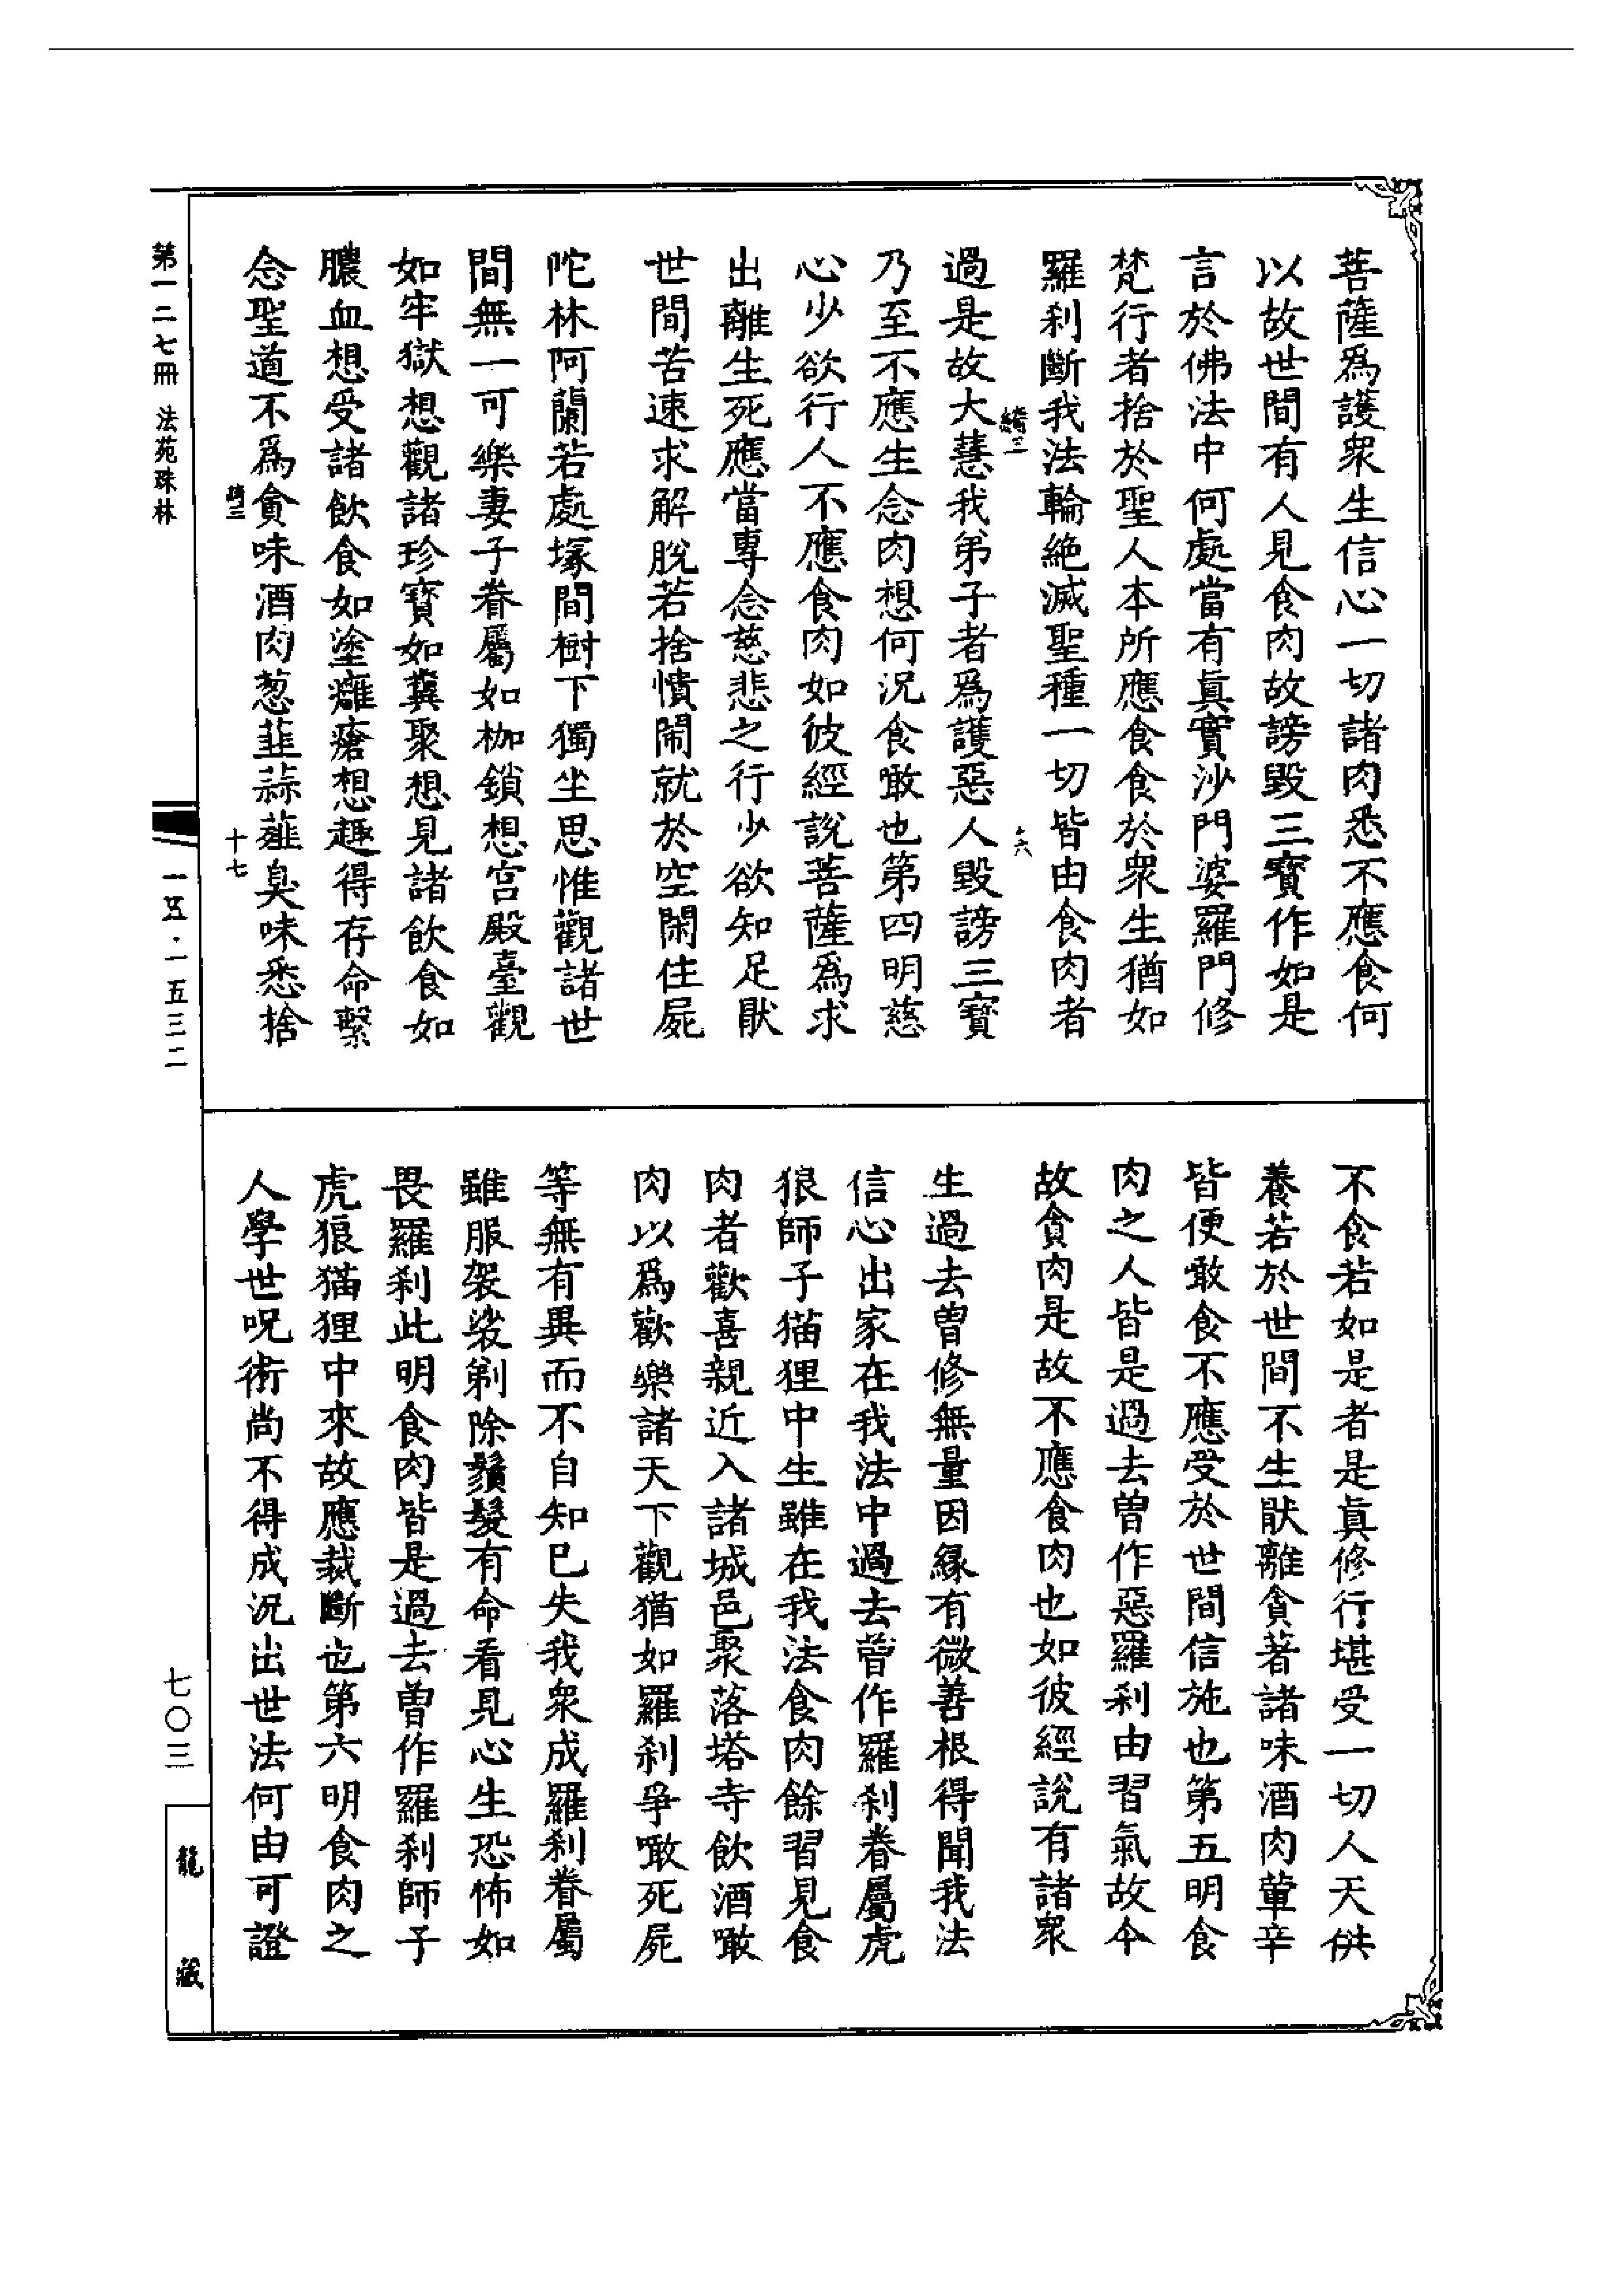 菩薩爲護衆生信心一切諸肉悉不應食何
以故世間有人見食肉故謗毀三寶作如是
言於佛法中何處當有眞實沙門婆羅門修
梵行者捨於聖人本所應食食於衆生猶如
羅刹斷我法輪絶滅聖種一切皆由食肉者
綺三
十六
過是故大慧我弟子者爲護惡人毀謗三寶
乃至不應生念肉想何況食噉也第四明慈
心少欲行人不應食肉如彼經說菩薩爲求
出離生死應當專念慈悲之行少欲知足厭
世間苦速求解脫若捨憒鬧就於空閑住屍
陀林阿蘭若處塚間樹下獨坐思惟觀諸世
間無一可樂妻子眷屬如枷鎖想宮殿臺觀
如牢獄想觀諸珍寶如糞聚想見諸飲食如
膿血想受諸飲食如塗癰瘡想趣得存命繫
念聖道不爲貪味酒肉葱韮蒜薤臭味悉捨
綺三
十七
不食若如是者是眞修行堪受一切人天供
養若於世間不生厭離貪著諸味酒肉葷辛
皆便噉食不應受於世間信施也第五明食
肉之人皆是過去曽作惡羅刹由習氣故今
故貪肉是故不應食肉也如彼經說有諸衆
生過去曽修無量因縁有微善根得聞我法
信心出家在我法中過去曽作羅刹眷屬虎
狼師子猫狸中生雖在我法食肉餘習見食
肉者歡喜親近入諸城邑聚落塔寺飲酒噉
肉以爲歡樂諸天下觀猶如羅刹爭噉死屍
等無有異而不自知已失我衆成羅刹眷屬
雖服袈裟剃除鬚髮有命看見心生恐怖如
畏羅刹此明食肉皆是過去曽作羅刹師子
虎狼猫狸中來故應裁斷也第六明食肉之
人學世呪術尚不得成況出世法何由可證
第一二七冊 法苑珠林
一五·一五三二
七〇三
龍藏